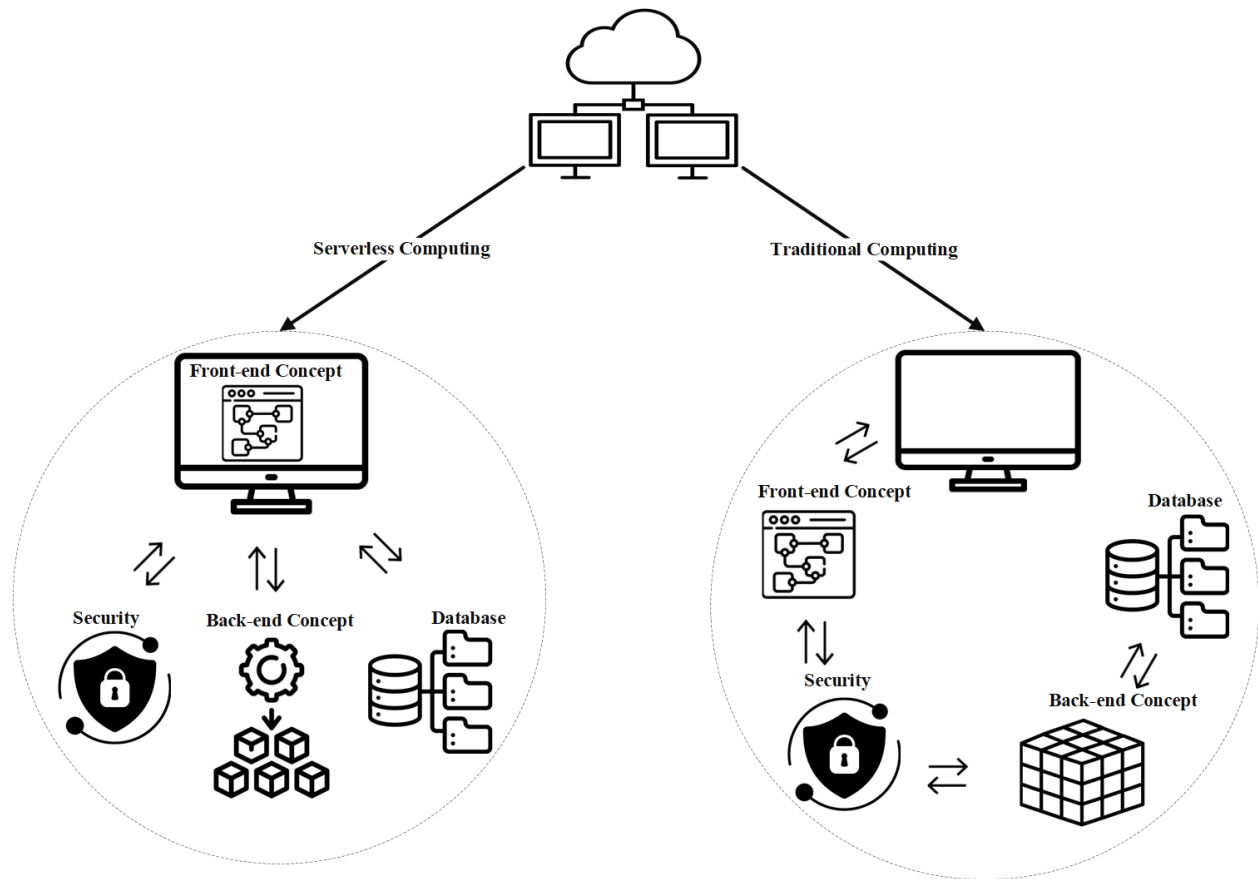 Serverless Computing
Traditional Computing
Front-end Concept
Security
Back-end Concept
Database
Front-end Concept
Database
Security
Back-end Concept